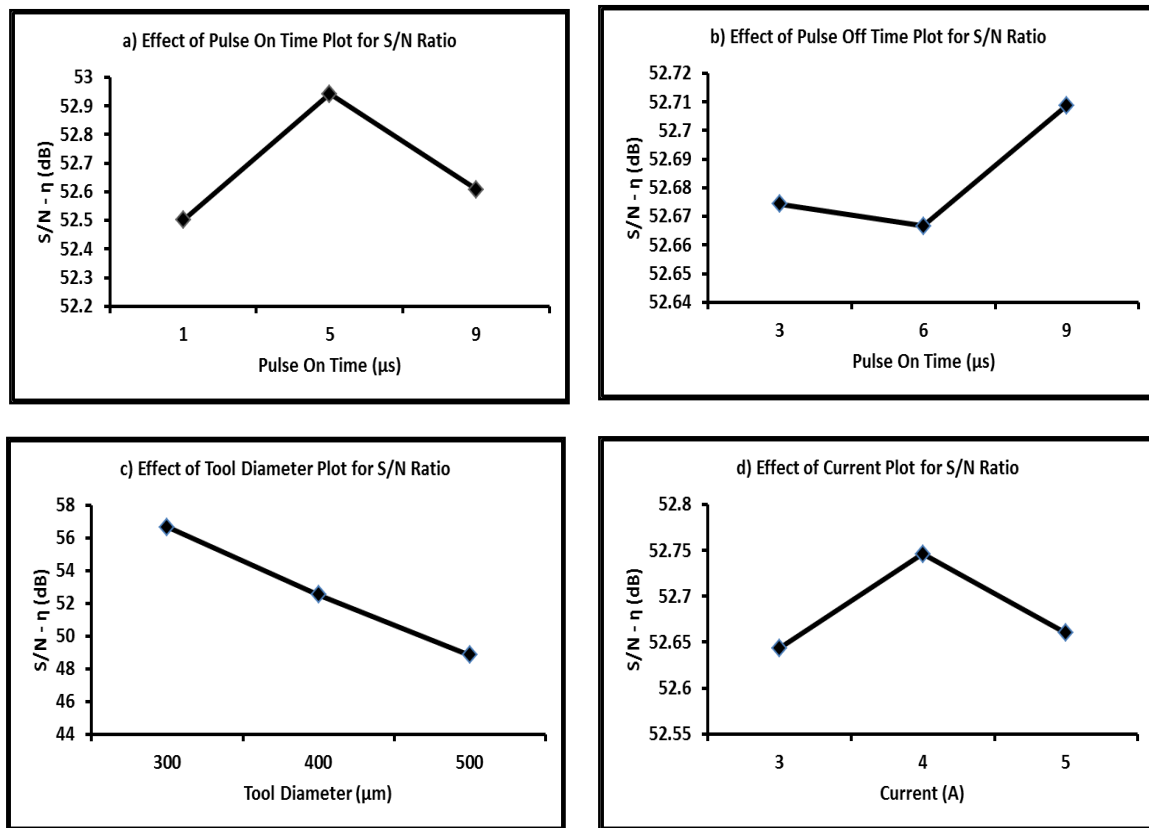 a) Effect of Pulse On Time Plot for S/N Ratio
53
52.9
52.8
52.7
52.6
52.5
52.4
52.3
52.2
S/N - η (dB)
1 5 9
Pulse On Time (µs)
b) Effect of Pulse Off Time Plot for S/N Ratio
52.72
52.71
52.7
52.69
52.68
52.67
52.66
52.65
52.64
S/N - η (dB)
3 6 9
Pulse On Time (µs)
c) Effect of Tool Diameter Plot for S/N Ratio
58
56
54
52
50
48
46
44
S/N - η (dB)
300 400 500
Tool Diameter (µm)
d) Effect of Current Plot for S/N Ratio
52.8
52.75
52.7
52.65
52.6
52.55
S/N - η (dB)
3 4 5
Current (A)